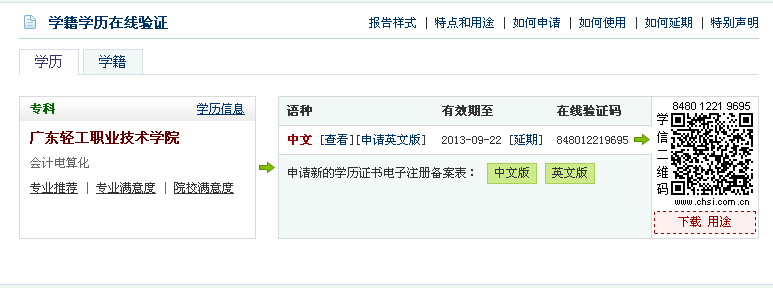 学籍学历在线验证
报告样式 | 特点和用途 | 如何申请 | 如何使用 | 如何延期 | 特别声明
学历 学籍
专科 学历信息
广东轻工职业技术学院
会计电算化
专业推荐 | 专业满意度 | 院校满意度
语种 有效期至 在线验证码
中文 [查看][申请英文版] 2013-09-22 [延期] 848012219695
申请新的学历证书电子注册备案表： 中文版 英文版
8480 1221 9695
学信二维码
www.chsi.com.cn
下载 用途